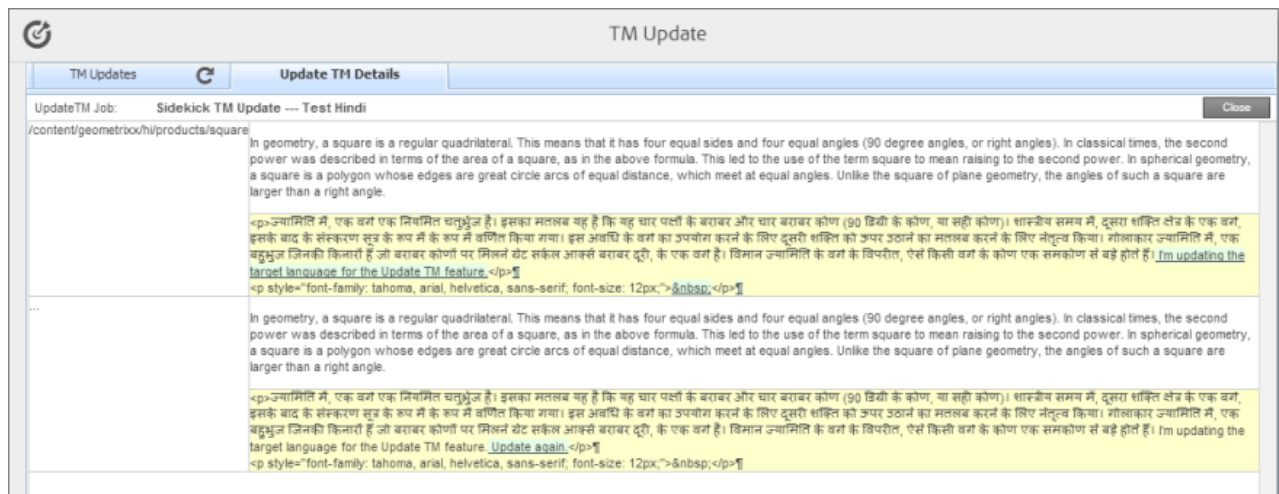 TM Update
TM Updates
Update TM Details
UpdateTM Job: Sidekick TM Update --- Test Hindi
Close
/content/geometrixx/hi/products/square
In geometry, a square is a regular quadrilateral. This means that it has four equal sides and four equal angles (90 degree angles, or right angles). In classical times, the second
power was described in terms of the area of a square, as in the above formula. This led to the use of the term square to mean raising to the second power. In spherical geometry,
a square is a polygon whose edges are great circle arcs of equal distance, which meet at equal angles. Unlike the square of plane geometry, the angles of such a square are
larger than a right angle.
<p>ज्यामिति में, एक वर्ग एक नियमित चतुर्भुज है। इसका मतलब यह है कि यह चार पक्षों के बराबर और चार बराबर कोण (90 डिग्री के कोण, या सही कोण)। शास्त्रीय समय में, दूसरा शक्ति क्षेत्र के एक वर्ग,
इसके बाद के संस्करण सूत्र के रूप में के रूप में वर्णित किया गया। इस अवधि के वर्ग का उपयोग करने के लिए दूसरी शक्ति को ऊपर उठाने का मतलब करने के लिए नेतृत्व किया। गोलाकार ज्यामिति में, एक
बहुभुज जिनकी किनारों हैं जो बराबर कोणों पर मिलने ग्रेट सर्कल आर्क्स बराबर दूरी, के एक वर्ग है। विमान ज्यामिति के वर्ग के विपरीत, ऐसे किसी वर्ग के कोण एक समकोण से बड़े होते हैं। I'm updating the
target language for the Update TM feature.</p>¶
<p style="font-family: tahoma, arial, helvetica, sans-serif; font-size: 12px;">&nbsp;</p>¶
...
In geometry, a square is a regular quadrilateral. This means that it has four equal sides and four equal angles (90 degree angles, or right angles). In classical times, the second
power was described in terms of the area of a square, as in the above formula. This led to the use of the term square to mean raising to the second power. In spherical geometry,
a square is a polygon whose edges are great circle arcs of equal distance, which meet at equal angles. Unlike the square of plane geometry, the angles of such a square are
larger than a right angle.
<p>ज्यामिति में, एक वर्ग एक नियमित चतुर्भुज है। इसका मतलब यह है कि यह चार पक्षों के बराबर और चार बराबर कोण (90 डिग्री के कोण, या सही कोण)। शास्त्रीय समय में, दूसरा शक्ति क्षेत्र के एक वर्ग,
इसके बाद के संस्करण सूत्र के रूप में के रूप में वर्णित किया गया। इस अवधि के वर्ग का उपयोग करने के लिए दूसरी शक्ति को ऊपर उठाने का मतलब करने के लिए नेतृत्व किया। गोलाकार ज्यामिति में, एक
बहुभुज जिनकी किनारों हैं जो बराबर कोणों पर मिलने ग्रेट सर्कल आर्क्स बराबर दूरी, के एक वर्ग है। विमान ज्यामिति के वर्ग के विपरीत, ऐसे किसी वर्ग के कोण एक समकोण से बड़े होते हैं। I'm updating the
target language for the Update TM feature. Update again.</p>¶
<p style="font-family: tahoma, arial, helvetica, sans-serif; font-size: 12px;">&nbsp;</p>¶